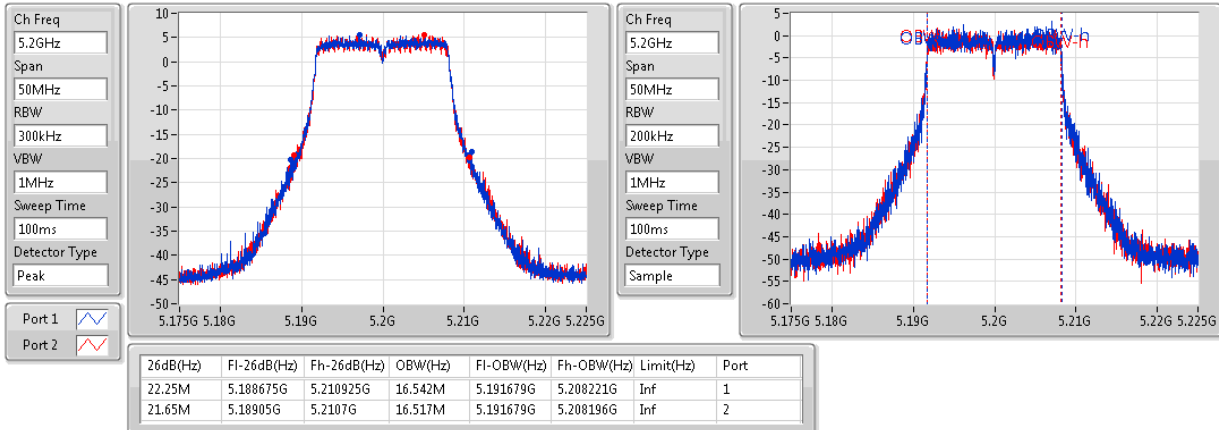 Ch Freq
5.2GHz
Span
50MHz
RBW
300kHz
VBW
1MHz
Sweep Time
100ms
Detector Type
Peak
Port 1
Port 2
10
5
0
-5
-10
-15
-20
-25
-30
-35
-40
-45
-50
5.175G 5.18G 5.19G 5.2G 5.21G 5.22G 5.225G
Ch Freq
5.2GHz
Span
50MHz
RBW
200kHz
VBW
1MHz
Sweep Time
100ms
Detector Type
Sample
5
0
-5
-10
-15
-20
-25
-30
-35
-40
-45
-50
-55
-60
5.175G 5.18G 5.19G 5.2G 5.21G 5.22G 5.225G
26dB(Hz) Fl-26dB(Hz) Fh-26dB(Hz) OBW(Hz) Fl-OBW(Hz) Fh-OBW(Hz) Limit(Hz) Port
22.25M 5.188675G 5.210925G 16.542M 5.191679G 5.208221G Inf 1
21.65M 5.18905G 5.2107G 16.517M 5.191679G 5.208196G Inf 2